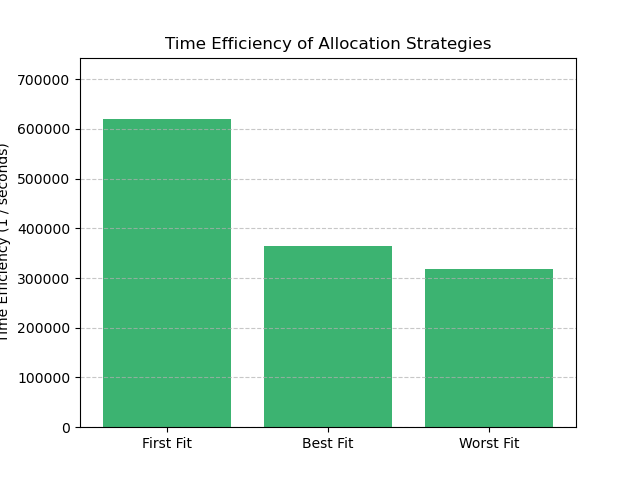 Time Efficiency of Allocation Strategies
Time Efficiency (1 / seconds)
700000
600000
500000
400000
300000
200000
100000
0
First Fit
Best Fit
Worst Fit